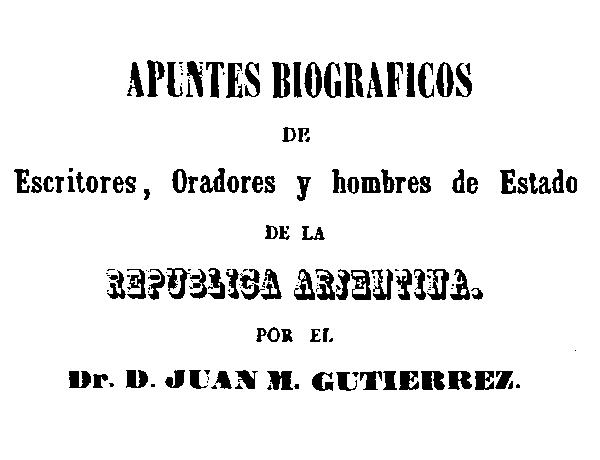 APUNTES BIOGRAFICOS
DE
Escritores, Oradores y hombres de Estado
DE LA
REPUBLICA ARJENTINA.
POR EL
Dr. D. JUAN M. GUTIERREZ.